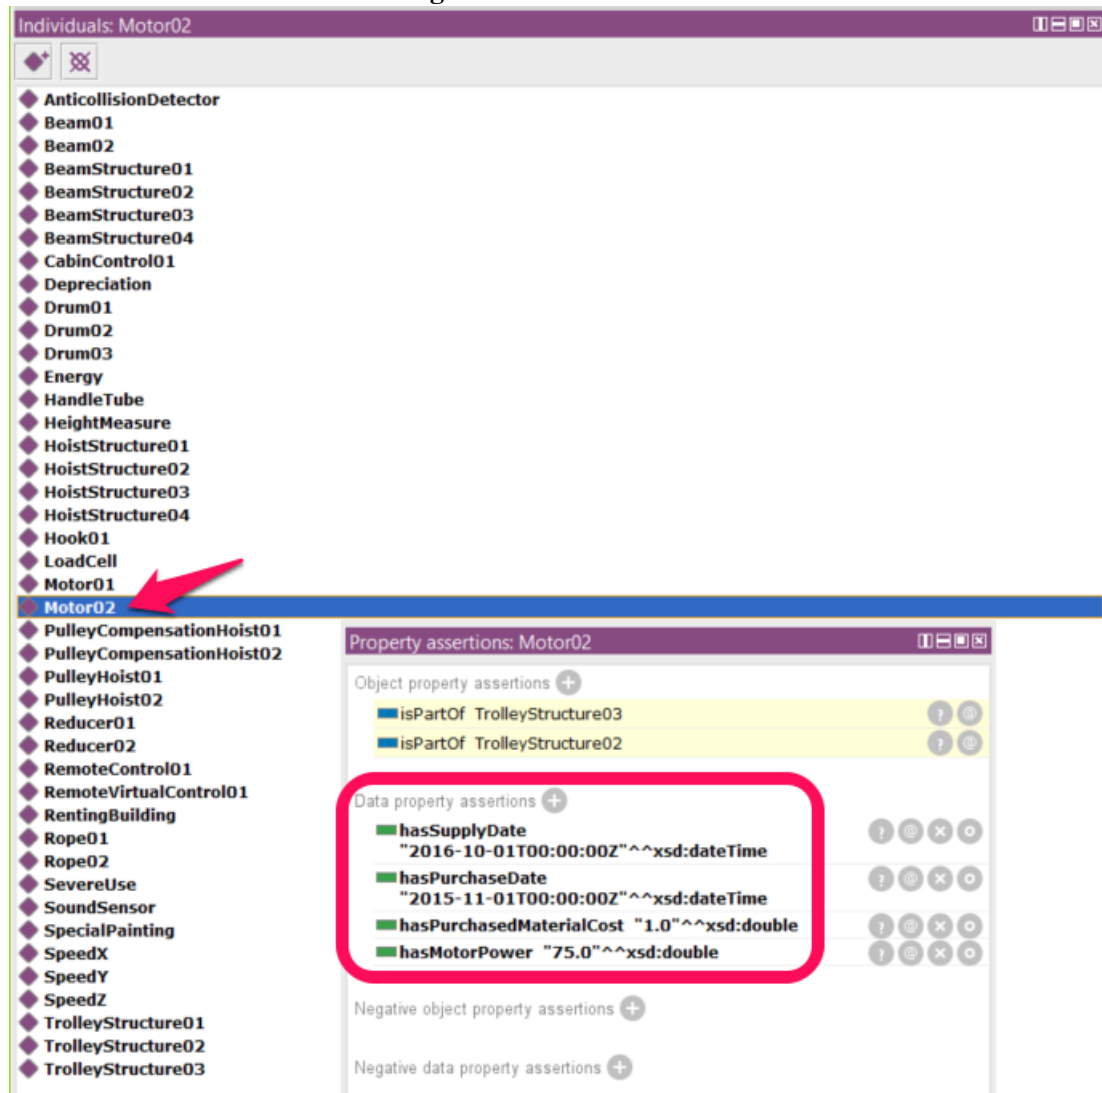 Individuals: Motor02
AnticollisionDetector
Beam01
Beam02
BeamStructure01
BeamStructure02
BeamStructure03
BeamStructure04
CabinControl01
Depreciation
Drum01
Drum02
Drum03
Energy
HandleTube
HeightMeasure
HoistStructure01
HoistStructure02
HoistStructure03
HoistStructure04
Hook01
LoadCell
Motor01
Motor02
PulleyCompensationHoist01
PulleyCompensationHoist02
PulleyHoist01
PulleyHoist02
Reducer01
Reducer02
RemoteControl01
RemoteVirtualControl01
RentingBuilding
Rope01
Rope02
SevereUse
SoundSensor
SpecialPainting
SpeedX
SpeedY
SpeedZ
TrolleyStructure01
TrolleyStructure02
TrolleyStructure03
Property assertions: Motor02
Object property assertions
isPartOf TrolleyStructure03
isPartOf TrolleyStructure02
Data property assertions
hasSupplyDate
"2016-10-01T00:00:00Z"^^xsd:dateTime
hasPurchaseDate
"2015-11-01T00:00:00Z"^^xsd:dateTime
hasPurchasedMaterialCost "1.0"^^xsd:double
hasMotorPower "75.0"^^xsd:double
Negative object property assertions
Negative data property assertions